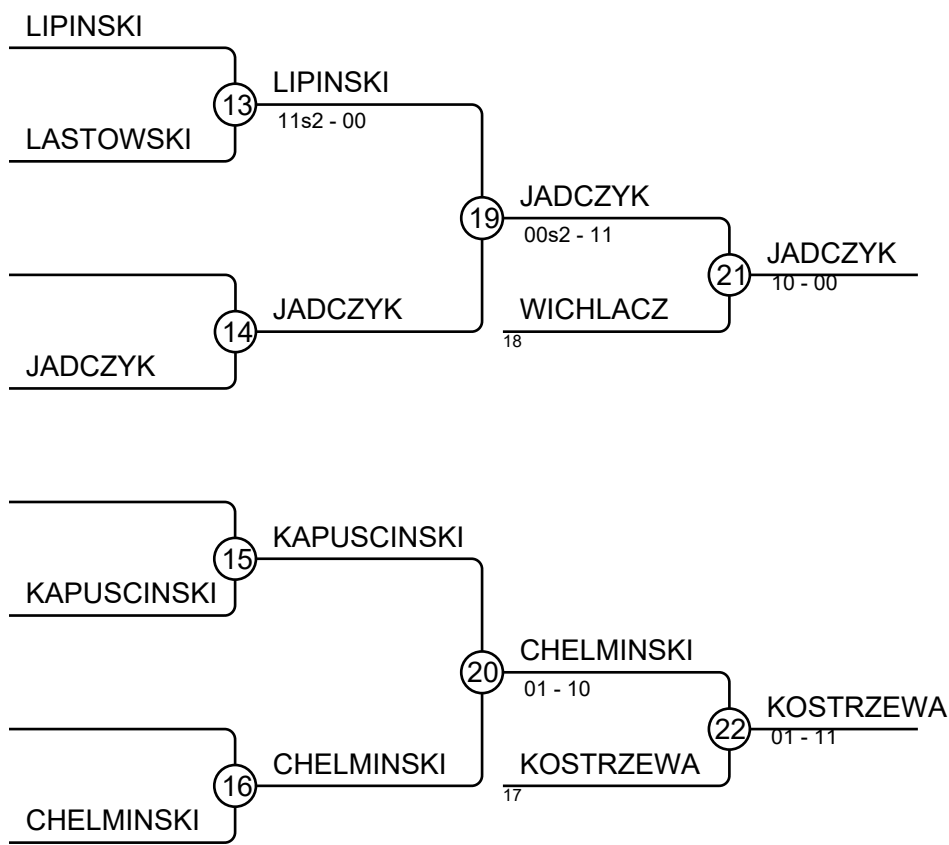 LIPINSKI
13
LIPINSKI
11s2 - 00
LASTOWSKI
19
JADCZYK
00s2 - 11
21
JADCZYK
10 - 00
14
JADCZYK
WICHLACZ
18
JADCZYK
15
KAPUSCINSKI
KAPUSCINSKI
20
CHELMINSKI
01 - 10
22
KOSTRZEWA
01 - 11
16
CHELMINSKI
KOSTRZEWA
17
CHELMINSKI